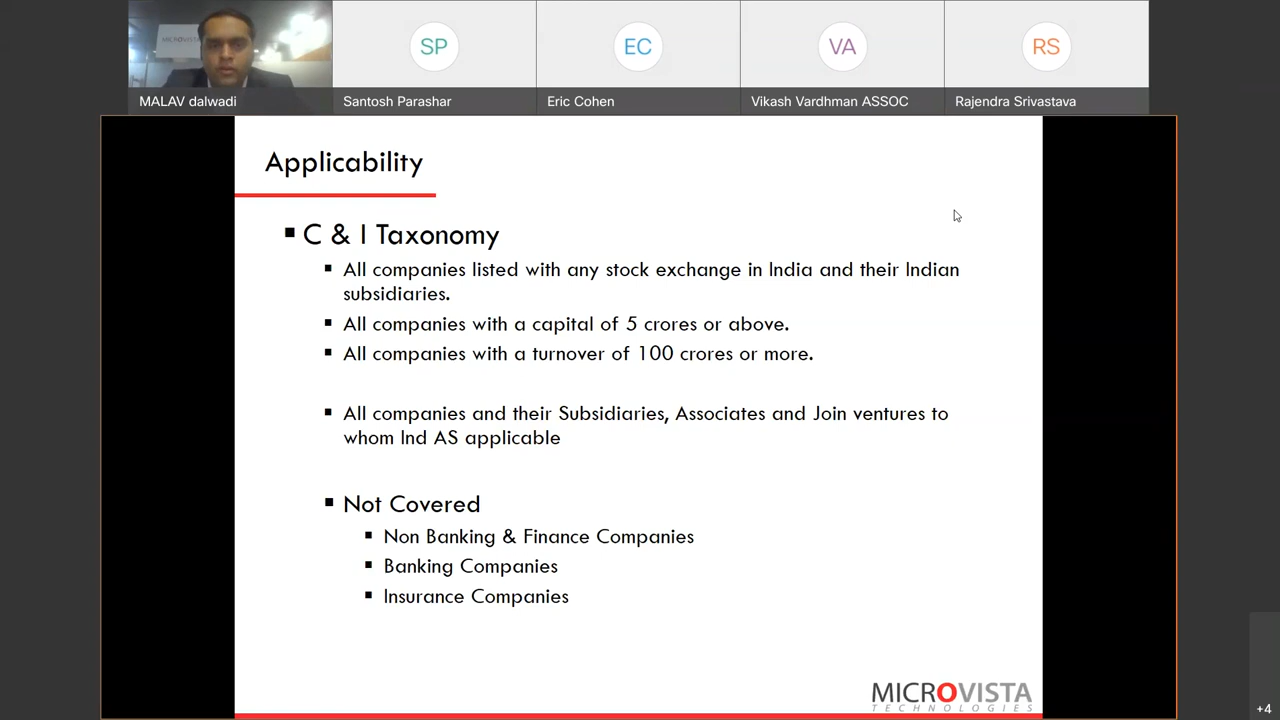 MICROVISTA
SP
EC
VA
RS
MALAV dalwadi
Santosh Parashar
Eric Cohen
Vikash Vardhman ASSOC
Rajendra Srivastava
Applicability
▪ C & I Taxonomy
▪ All companies listed with any stock exchange in India and their Indian
subsidiaries.
▪ All companies with a capital of 5 crores or above.
▪ All companies with a turnover of 100 crores or more.
▪ All companies and their Subsidiaries, Associates and Join ventures to
whom Ind AS applicable
▪ Not Covered
▪ Non Banking & Finance Companies
▪ Banking Companies
▪ Insurance Companies
MICROVISTA
TECHNOLOGIES
+4